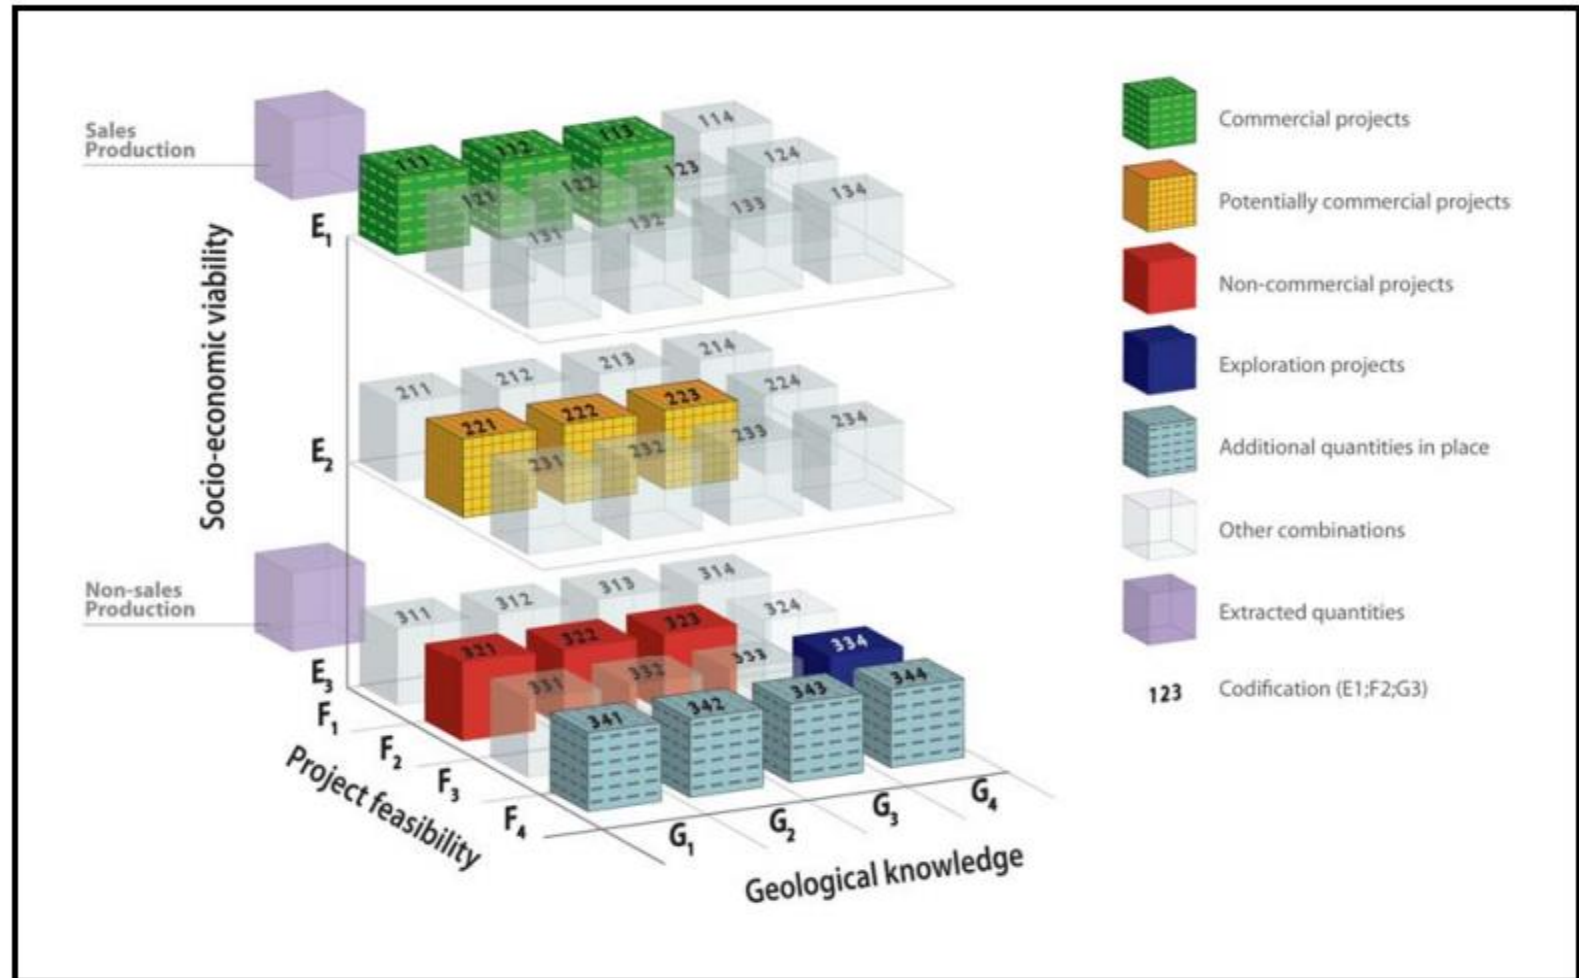 Sales
Production
Socio-economic viability
E1
111
112
113
114
121
122
123
124
131
132
133
134
E2
211
212
213
214
221
222
223
224
231
232
233
234
Non-sales
Production
E3
311
312
313
314
321
322
323
324
331
332
333
334
341
342
343
344
F1
F2
F3
F4
Project feasibility
G1
G2
G3
G4
Geological knowledge
Commercial projects
Potentially commercial projects
Non-commercial projects
Exploration projects
Additional quantities in place
Other combinations
Extracted quantities
123 Codification (E1;F2;G3)